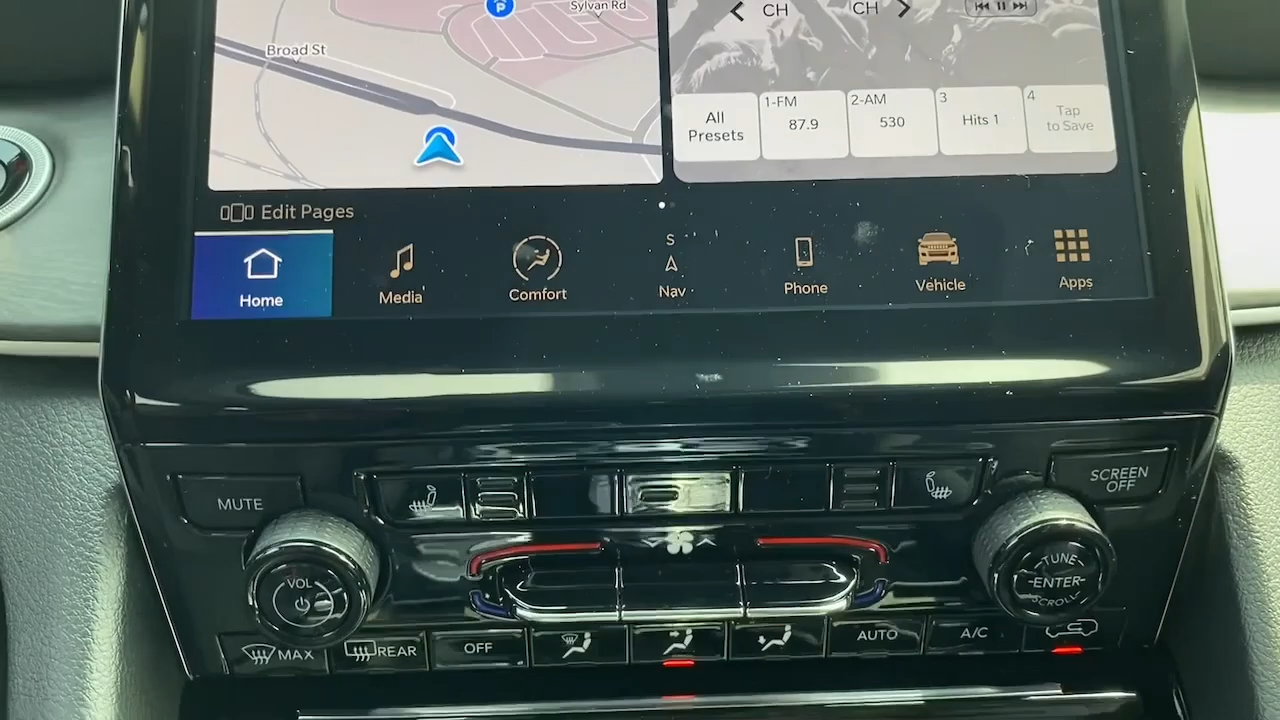 Sylvan Rd
Broad St
P
CH
CH
All
Presets
1-FM
87.9
2-AM
530
3
Hits 1
4
Tap
to Save
Edit Pages
Home
Media
Comfort
S
Nav
Phone
Vehicle
Apps
MUTE
SCREEN
OFF
VOL
TUNE
ENTER
SCROLL
MAX
REAR
OFF
AUTO
A/C